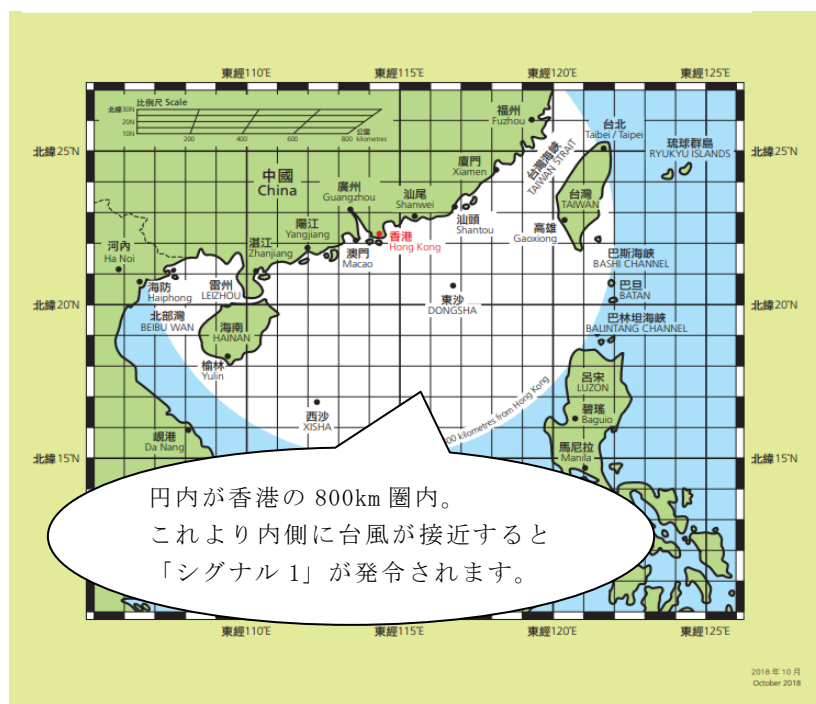 東經110°E 東經115°E 東經120°E 東經125°E
比例尺 Scale
北緯30N
20N
10N
公里
200 400 600 800 kilometres
福州
Fuzhou
台北
Taibei / Taipei
琉球群島
RYUKYU ISLANDS
北緯25°N
北緯25°N
台灣海峽
TAIWAN STRAIT
廈門
Xiamen
中國
China
廣州
Guangzhou
汕尾
Shanwei
台灣
TAIWAN
陽江
Yangjiang
汕頭
Shantou
高雄
Gaoxiong
香港
Hong Kong
澳門
Macao
湛江
Zhanjiang
河內
Ha Noi
巴斯海峽
BASHI CHANNEL
海防
Haiphong
雷州
LEIZHOU
東沙
DONGSHA
巴旦
BATAN
北緯20°N
北緯20°N
北部灣
BEIBU WAN
海南
HAINAN
巴林坦海峽
BALINTANG CHANNEL
榆林
Yulin
呂宋
LUZON
西沙
XISHA
碧瑤
Baguio
00 kilometres from Hong Kong
峴港
Da Nang
馬尼拉
Manila
北緯15°N
北緯15°N
円内が香港の 800km 圏内。
これより内側に台風が接近すると
「シグナル 1」が発令されます。
東經110°E 東經115°E 東經120°E 東經125°E
2018 年 10 月
October 2018